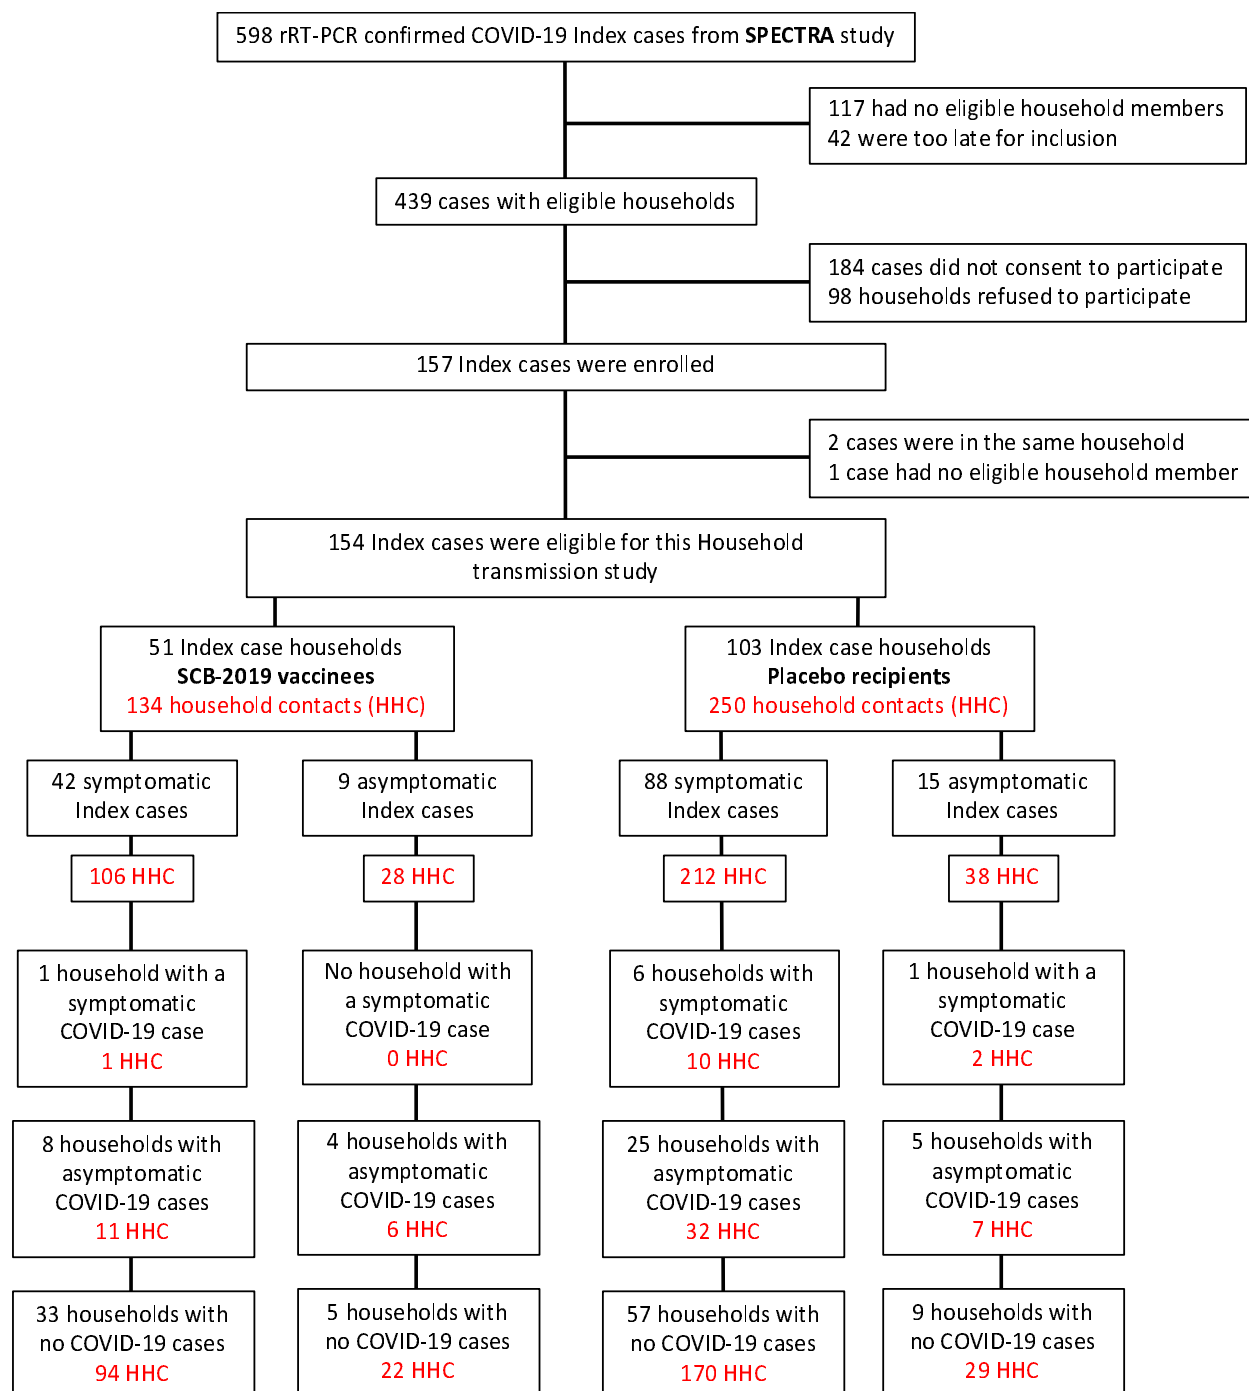 598 rRT-PCR confirmed COVID-19 Index cases from SPECTRA study
117 had no eligible household members
42 were too late for inclusion
439 cases with eligible households
184 cases did not consent to participate
98 households refused to participate
157 Index cases were enrolled
2 cases were in the same household
1 case had no eligible household member
154 Index cases were eligible for this Household
transmission study
51 Index case households
SCB-2019 vaccinees
134 household contacts (HHC)
103 Index case households
Placebo recipients
250 household contacts (HHC)
42 symptomatic
Index cases
9 asymptomatic
Index cases
88 symptomatic
Index cases
15 asymptomatic
Index cases
106 HHC
28 HHC
212 HHC
38 HHC
1 household with a
symptomatic
COVID-19 case
1 HHC
No household with
a symptomatic
COVID-19 case
0 HHC
6 households with
symptomatic
COVID-19 cases
10 HHC
1 household with a
symptomatic
COVID-19 case
2 HHC
8 households with
asymptomatic
COVID-19 cases
11 HHC
4 households with
asymptomatic
COVID-19 cases
6 HHC
25 households with
asymptomatic
COVID-19 cases
32 HHC
5 households with
asymptomatic
COVID-19 cases
7 HHC
33 households with
no COVID-19 cases
94 HHC
5 households with
no COVID-19 cases
22 HHC
57 households with
no COVID-19 cases
170 HHC
9 households with
no COVID-19 cases
29 HHC